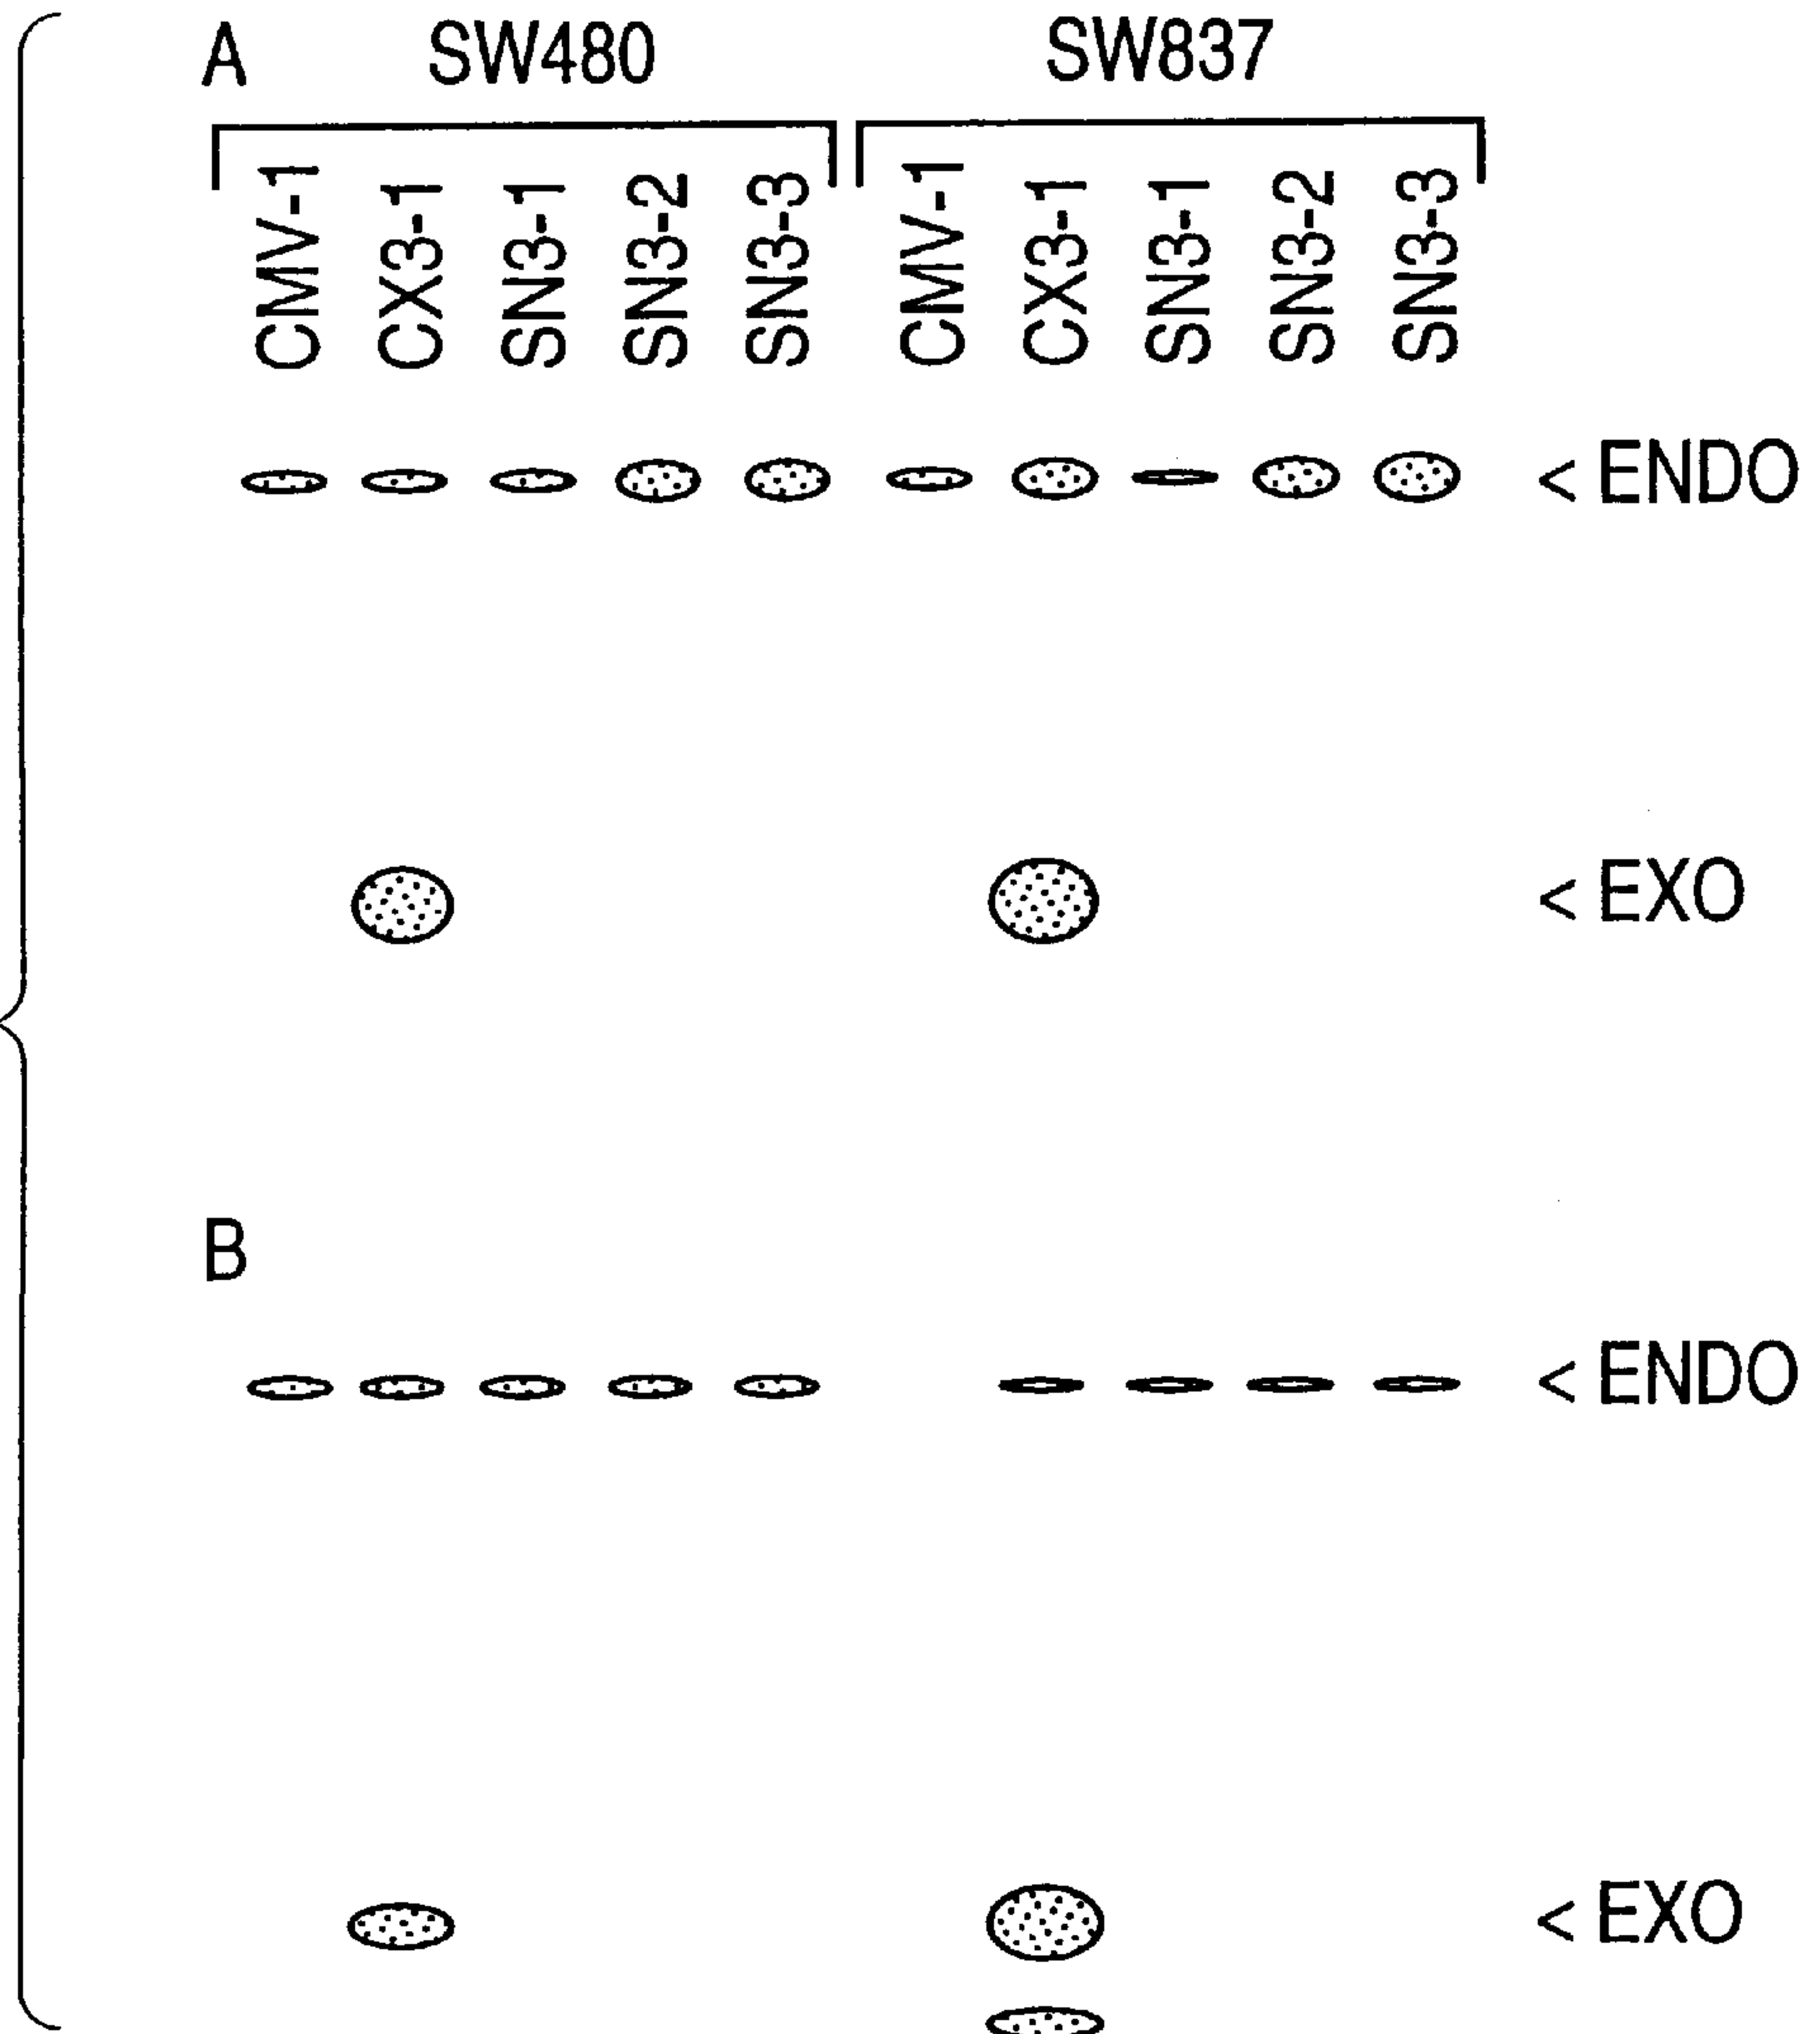 A SW480 SW837
CMV-1 CX3-1 SN3-1 SN3-2 SN3-3 CMV-1 CX3-1 SN3-1 SN3-2 SN3-3
< ENDO
< EXO
B
< ENDO
< EXO